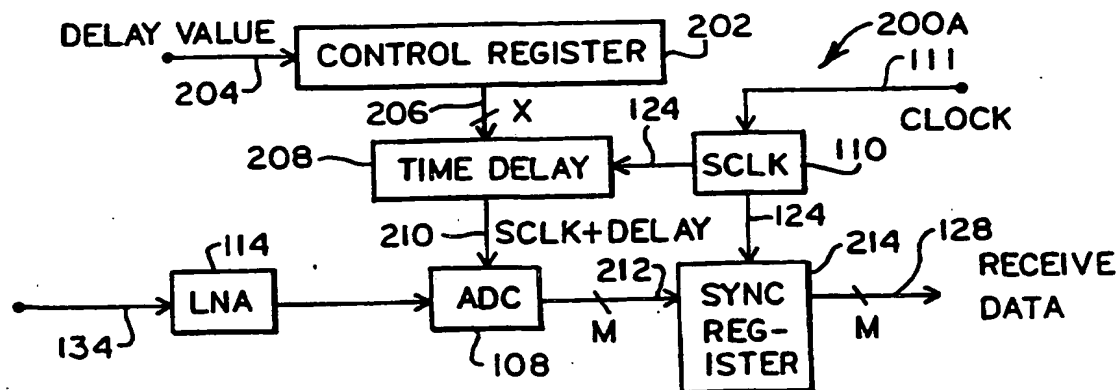 DELAY VALUE
204
CONTROL REGISTER
202
200A
111
CLOCK
206
X
124
208
TIME DELAY
SCLK
110
210
SCLK+DELAY
124
114
LNA
134
ADC
108
212
M
SYNC
REG-
ISTER
214
128
M
RECEIVE
DATA